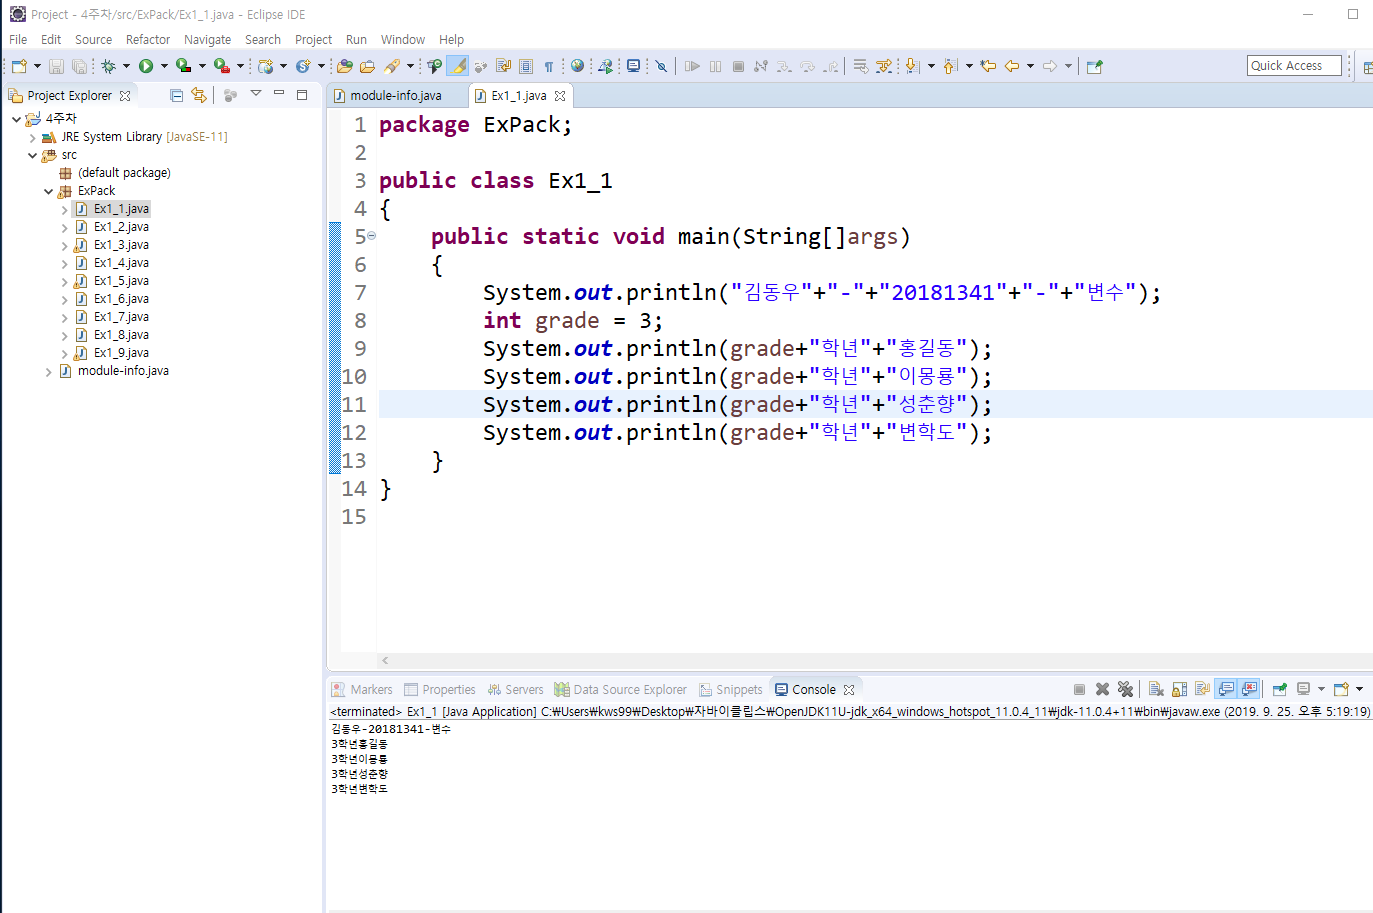 Project - 4주차/src/ExPack/Ex1_1.java - Eclipse IDE
File Edit Source Refactor Navigate Search Project Run Window Help
Quick Access
Project Explorer
4주차
JRE System Library [JavaSE-11]
src
(default package)
ExPack
Ex1_1.java
Ex1_2.java
Ex1_3.java
Ex1_4.java
Ex1_5.java
Ex1_6.java
Ex1_7.java
Ex1_8.java
Ex1_9.java
module-info.java
module-info.java Ex1_1.java
1 package ExPack;
2
3 public class Ex1_1
4 {
5 public static void main(String[]args)
6 {
7 System.out.println("김동우"+"-"+"20181341"+"-"+"변수");
8 int grade = 3;
9 System.out.println(grade+"학년"+"홍길동");
10 System.out.println(grade+"학년"+"이몽룡");
11 System.out.println(grade+"학년"+"성춘향");
12 System.out.println(grade+"학년"+"변학도");
13 }
14 }
15
Markers Properties Servers Data Source Explorer Snippets Console
<terminated> Ex1_1 [Java Application] C:₩Users₩kws99₩Desktop₩자바이클립스₩OpenJDK11U-jdk_x64_windows_hotspot_11.0.4_11₩jdk-11.0.4+11₩bin₩javaw.exe (2019. 9. 25. 오후 5:19:19)
김동우-20181341-변수
3학년홍길동
3학년이몽룡
3학년성춘향
3학년변학도